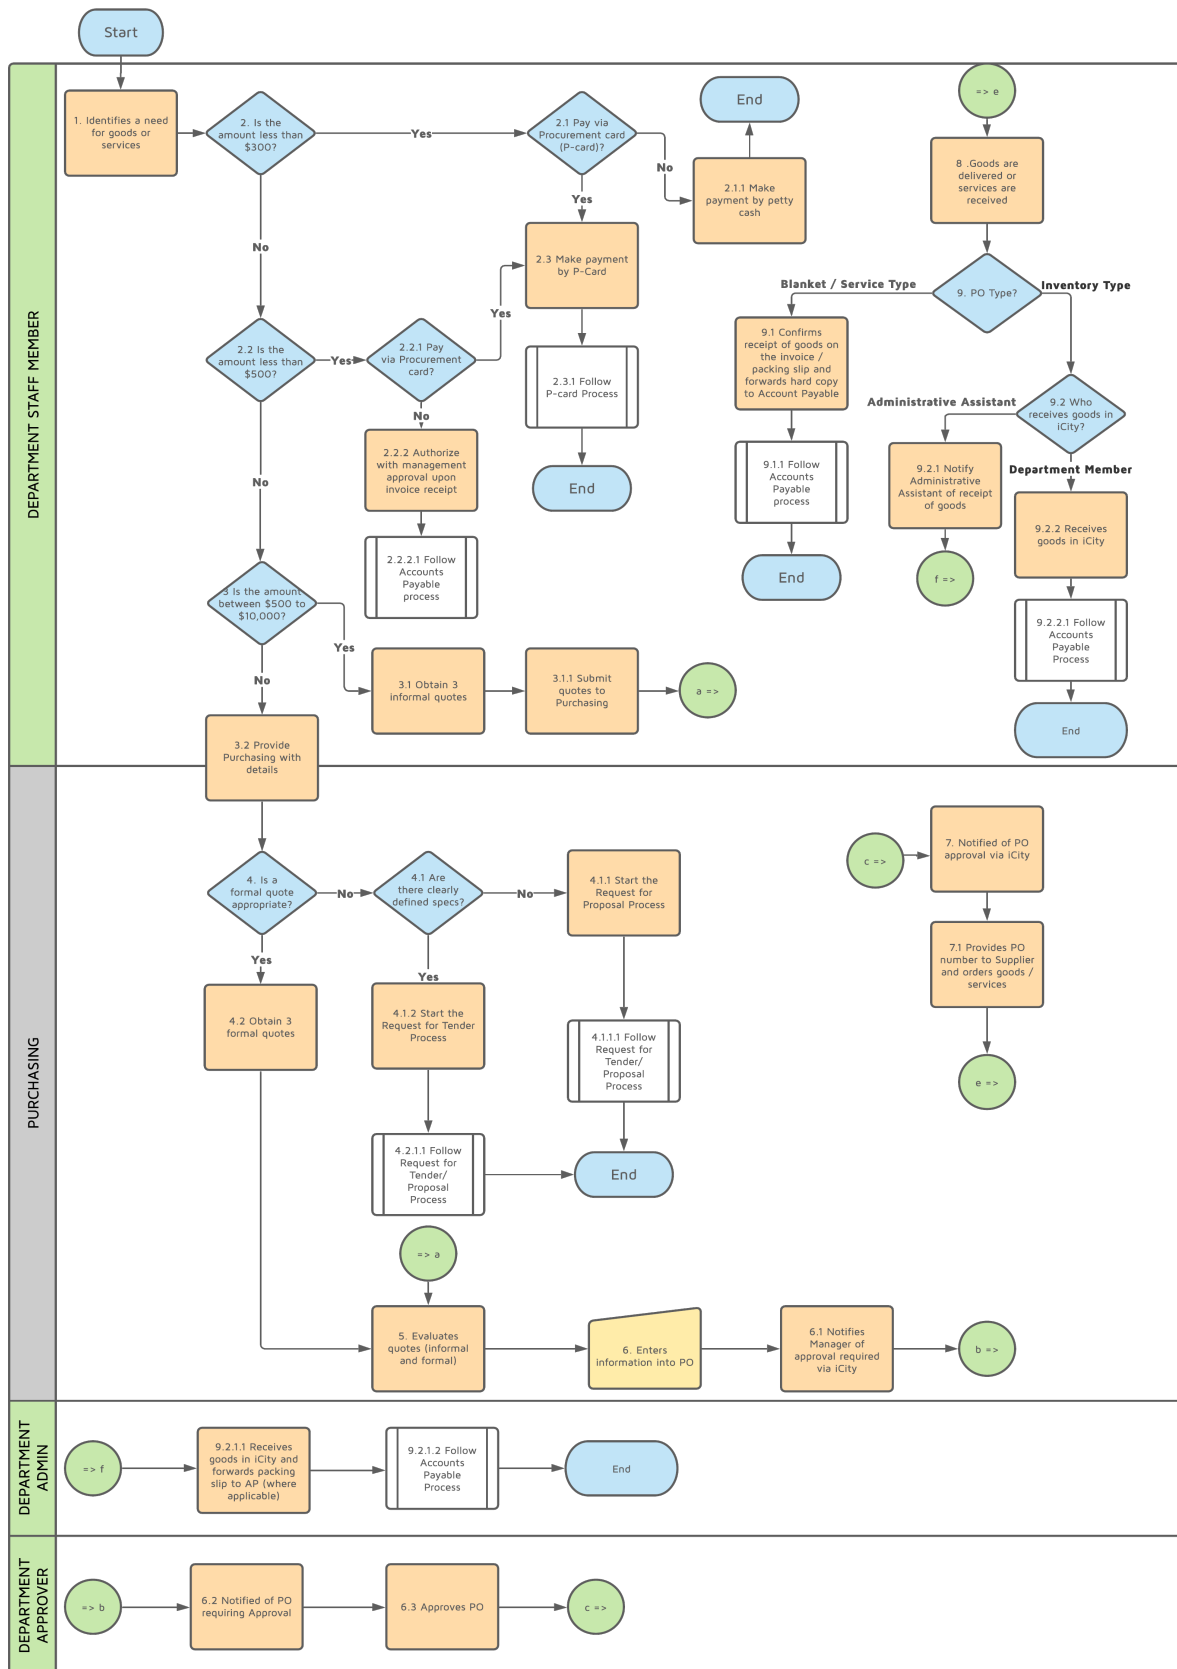 Start
DEPARTMENT STAFF MEMBER
1. Identifies a need
for goods or
services
2. Is the
amount less than
$300?
Yes
2.1 Pay via
Procurement card
(P-card)?
No
2.1.1 Make
payment by petty
cash
End
Yes
2.3 Make payment
by P-Card
2.3.1 Follow
P-card Process
End
No
2.2 Is the
amount less than
$500?
Yes
2.2.1 Pay
via Procurement
card?
Yes
No
2.2.2 Authorize
with management
approval upon
invoice receipt
2.2.2.1 Follow
Accounts
Payable
process
No
3 Is the amount
between $500 to
$10,000?
Yes
3.1 Obtain 3
informal quotes
3.1.1 Submit
quotes to
Purchasing
a =>
No
3.2 Provide
Purchasing with
details
=> e
8 .Goods are
delivered or
services are
received
9. PO Type?
Blanket / Service Type
Inventory Type
9.1 Confirms
receipt of goods on
the invoice /
packing slip and
forwards hard copy
to Account Payable
9.1.1 Follow
Accounts
Payable
process
End
9.2 Who
receives goods in
iCity?
Administrative Assistant
9.2.1 Notify
Administrative
Assistant of receipt
of goods
f =>
Department Member
9.2.2 Receives
goods in iCity
9.2.2.1 Follow
Accounts
Payable
Process
End
PURCHASING
4. Is a
formal quote
appropriate?
No
4.1 Are
there clearly
defined specs?
No
4.1.1 Start the
Request for
Proposal Process
Yes
4.2 Obtain 3
formal quotes
Yes
4.1.2 Start the
Request for Tender
Process
4.1.1.1 Follow
Request for
Tender/
Proposal
Process
4.2.1.1 Follow
Request for
Tender/
Proposal
Process
End
=> a
5. Evaluates
quotes (informal
and formal)
6. Enters
information into PO
6.1 Notifies
Manager of
approval required
via iCity
b =>
c =>
7. Notified of PO
approval via iCity
7.1 Provides PO
number to Supplier
and orders goods /
services
e =>
DEPARTMENT
ADMIN
=> f
9.2.1.1 Receives
goods in iCity and
forwards packing
slip to AP (where
applicable)
9.2.1.2 Follow
Accounts
Payable
Process
End
DEPARTMENT
APPROVER
=> b
6.2 Notified of PO
requiring Approval
6.3 Approves PO
c =>